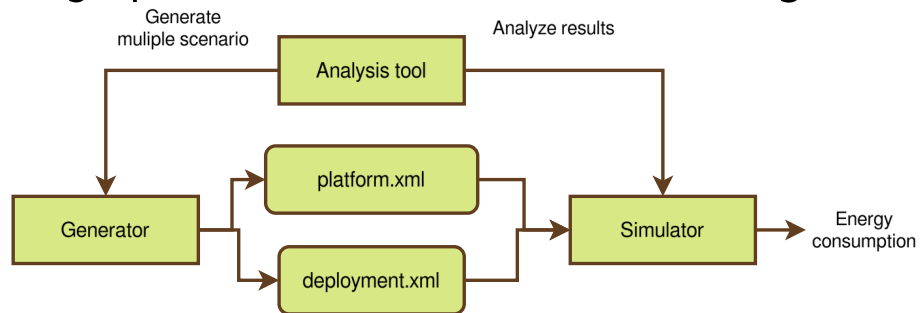 Generate
muliple scenario
Analyze results
Analysis tool
platform.xml
Generator
Simulator
Energy
consumption
deployment.xml